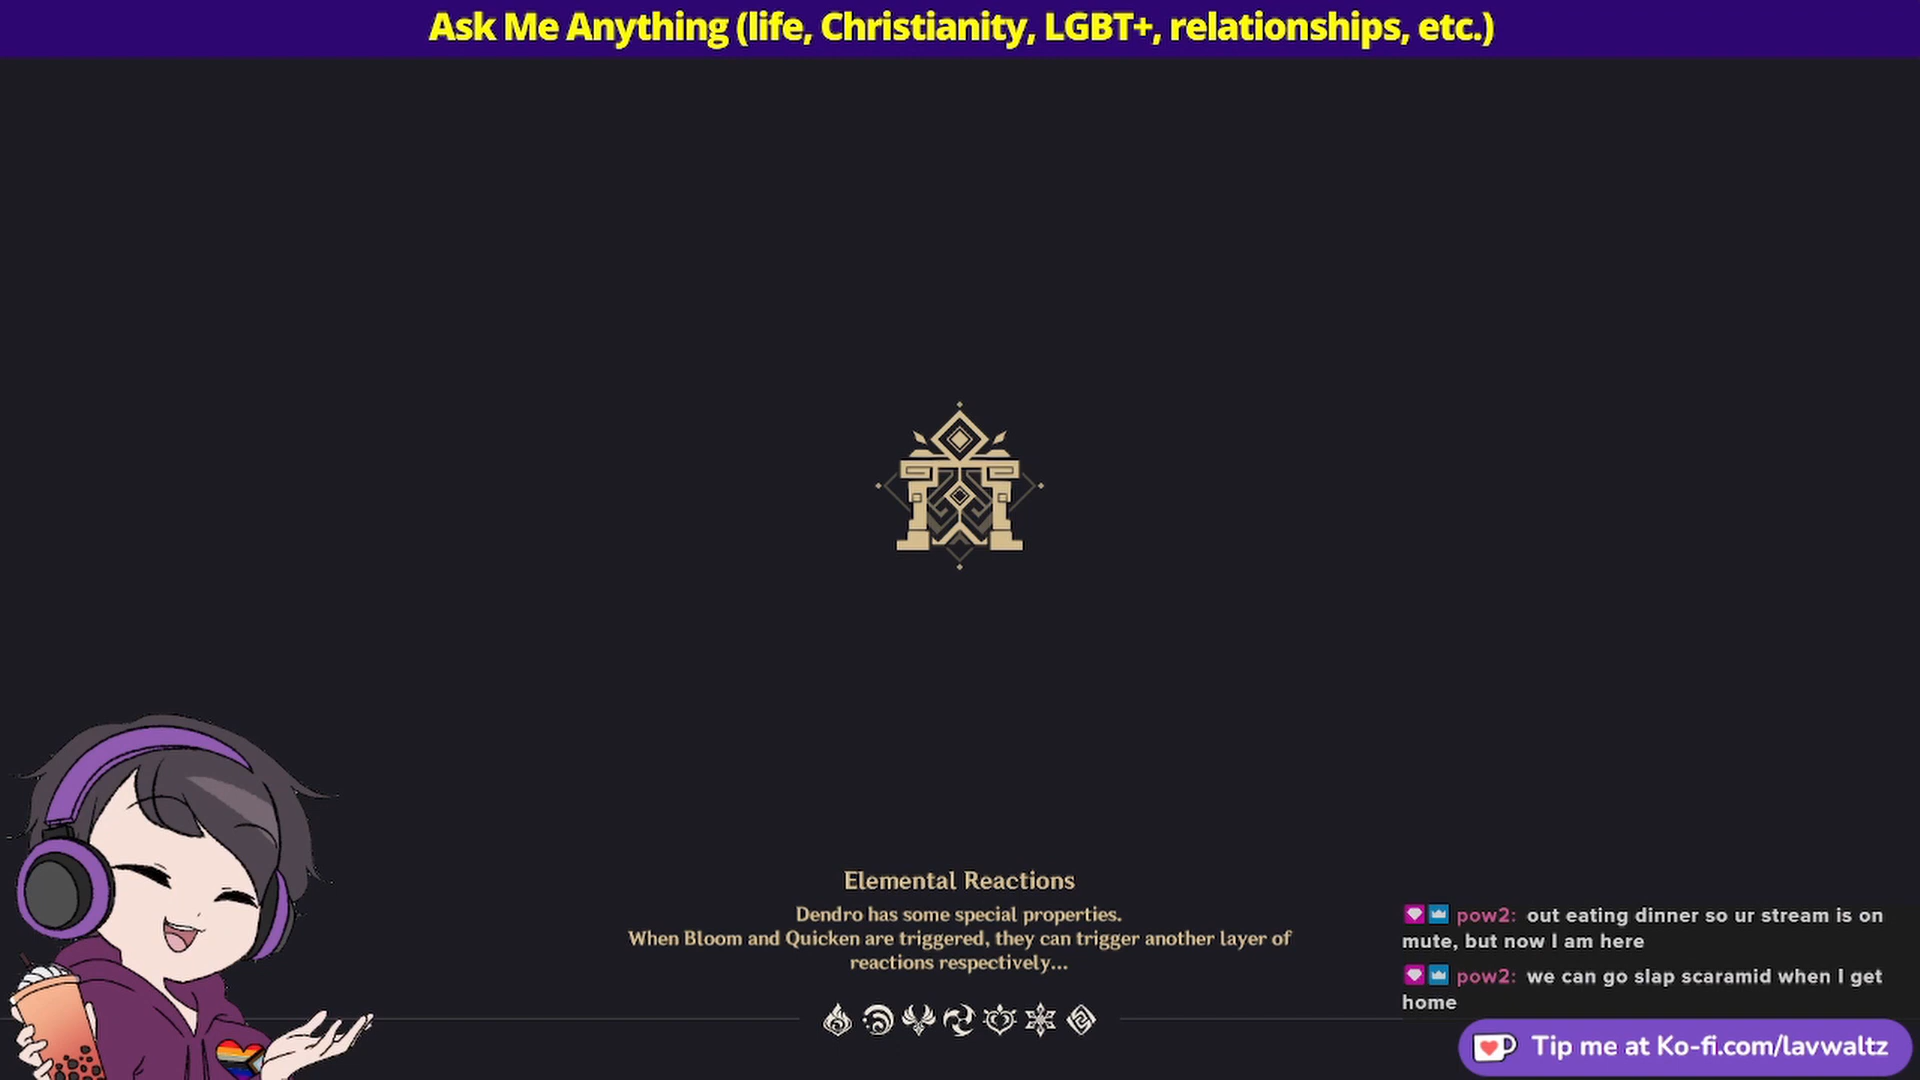 Ask Me Anything (life, Christianity, LGBT+, relationships, etc.)
Elemental Reactions
Dendro has some special properties.
When Bloom and Quicken are triggered, they can trigger another layer of
reactions respectively...
pow2: out eating dinner so ur stream is on
mute, but now I am here
pow2: we can go slap scaramid when I get
home
Tip me at Ko-fi.com/lavwaltz